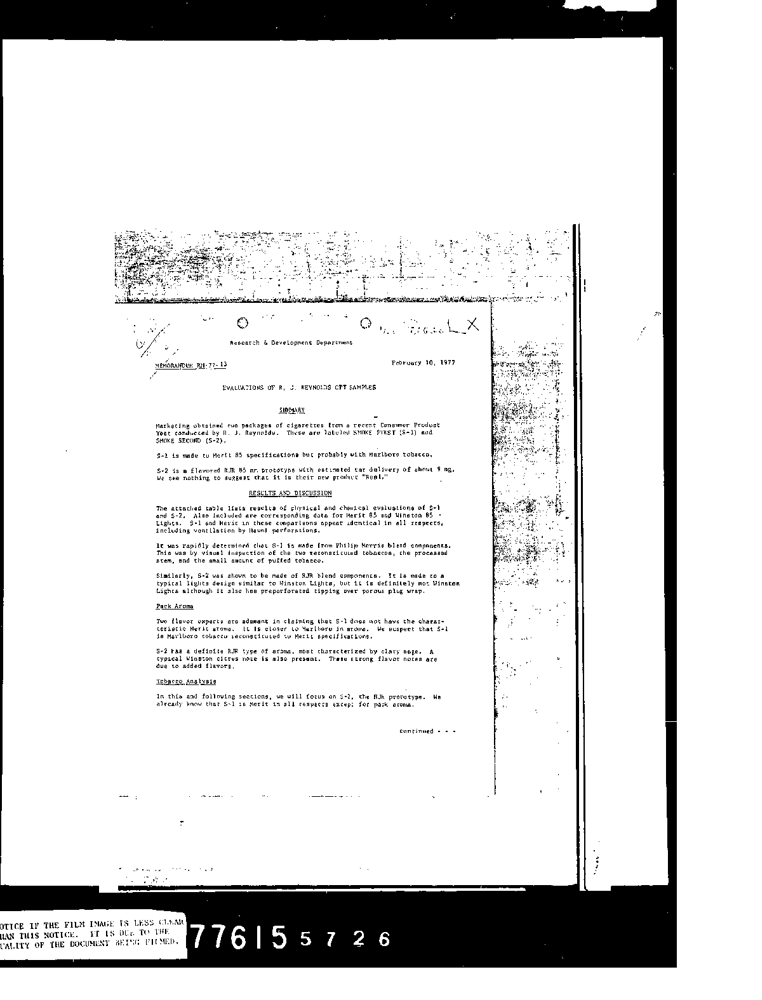 Research & Development Department
MEMORANDUM RH-77-13
February 10, 1977
EVALUATIONS OF R. J. REYNOLDS CPT SAMPLES
SUMMARY
Marketing obtained two packages of cigarettes from a recent Consumer Product
Test conducted by R. J. Reynolds. These are labeled SMOKE FIRST (S-1) and
SMOKE SECOND (S-2).
S-1 is made to Merit 85 specifications but probably with Marlboro tobacco.
S-2 is a flavored RJR 85 mm prototype with estimated tar delivery of about 9 mg.
We see nothing to suggest that it is their new product "Real."
RESULTS AND DISCUSSION
The attached table lists results of physical and chemical evaluations of S-1
and S-2. Also included are corresponding data for Merit 85 and Winston 85
Lights. S-1 and Merit in these comparisons appear identical in all respects,
including ventilation by Hauni perforations.
It was rapidly determined that S-1 is made from Philip Morris blend components.
This was by visual inspection of the two reconstituted tobaccos, the processed
stem, and the small amount of puffed tobacco.
Similarly, S-2 was shown to be made of RJR blend components. It is made to a
typical lights design similar to Winston Lights, but it is definitely not Winston
Lights although it also has preperforated tipping over porous plug wrap.
Pack Aroma
Two flavor experts are adamant in claiming that S-1 does not have the charac-
teristic Merit aroma. It is closer to Marlboro in aroma. We suspect that S-1
is Marlboro tobacco reconstituted to Merit specifications.
S-2 has a definite RJR type of aroma, most characterized by clary sage. A
typical Winston citrus note is also present. These strong flavor notes are
due to added flavors.
Tobacco Analysis
In this and following sections, we will focus on S-2, the RJR prototype. We
already know that S-1 is Merit in all respects except for pack aroma.
Continued - - -
OTICE IF THE FILM IMAGE IS LESS CLEAR
HAN THIS NOTICE. IT IS DUE TO THE
UALITY OF THE DOCUMENT BEING FILMED.
776155726